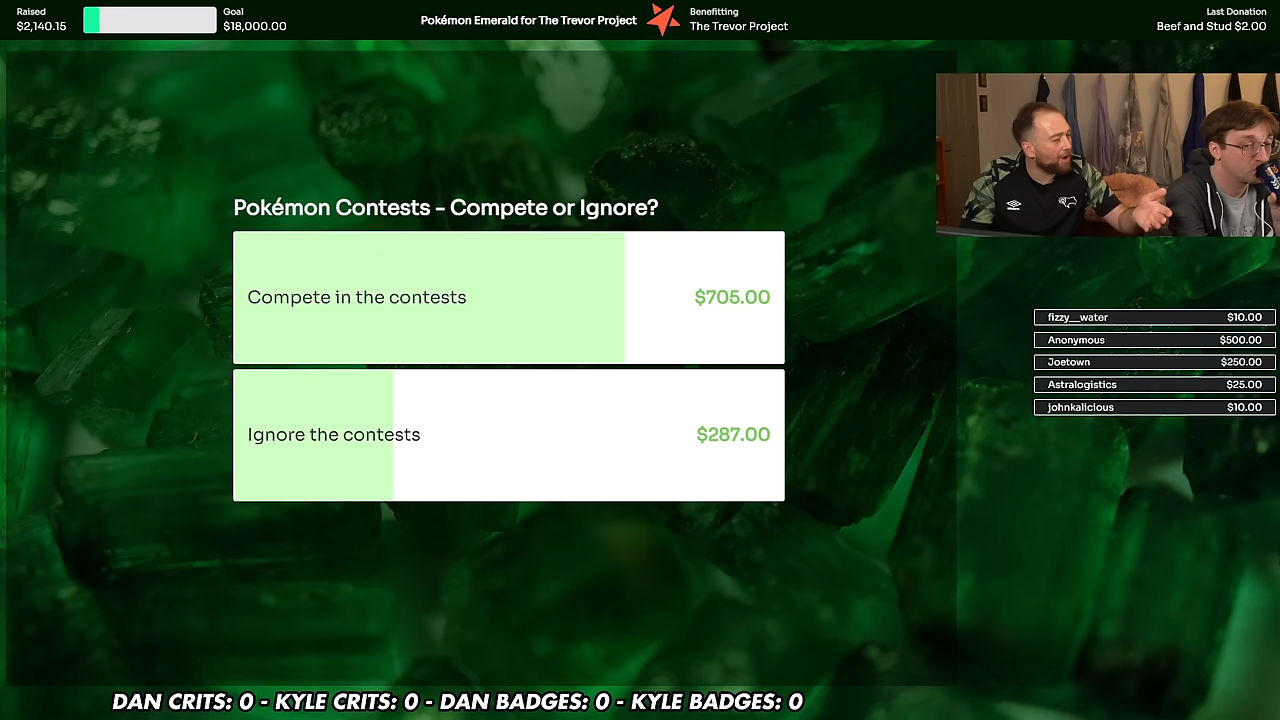 Raised
$2,140.15
Goal
$18,000.00
Pokémon Emerald for The Trevor Project
Benefitting
The Trevor Project
Last Donation
Beef and Stud $2.00
Pokémon Contests - Compete or Ignore?
Compete in the contests $705.00
Ignore the contests $287.00
fizzy__water $10.00
Anonymous $500.00
Joetown $250.00
Astralogistics $25.00
johnkalicious $10.00
DAN CRITS: 0 - KYLE CRITS: 0 - DAN BADGES: 0 - KYLE BADGES: 0